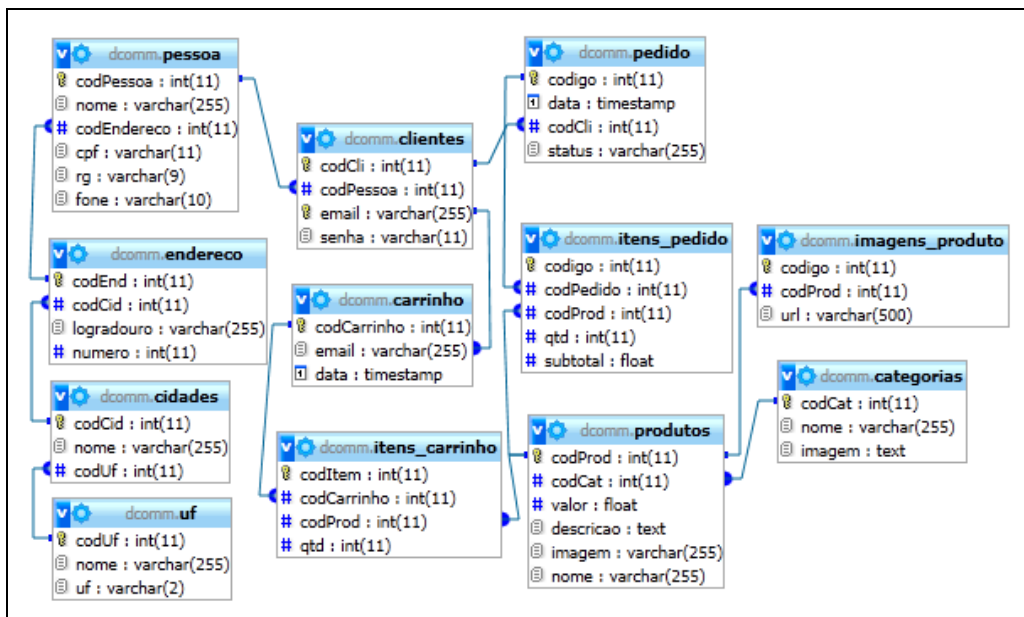 dcomm.pessoa
codPessoa : int(11)
nome : varchar(255)
# codEndereco : int(11)
cpf : varchar(11)
rg : varchar(9)
fone : varchar(10)
dcomm.endereco
codEnd : int(11)
# codCid : int(11)
logradouro : varchar(255)
# numero : int(11)
dcomm.cidades
codCid : int(11)
nome : varchar(255)
# codUf : int(11)
dcomm.uf
codUf : int(11)
nome : varchar(255)
uf : varchar(2)
dcomm.clientes
codCli : int(11)
# codPessoa : int(11)
email : varchar(255)
senha : varchar(11)
dcomm.carrinho
codCarrinho : int(11)
email : varchar(255)
data : timestamp
dcomm.itens_carrinho
codItem : int(11)
# codCarrinho : int(11)
# codProd : int(11)
# qtd : int(11)
dcomm.pedido
codigo : int(11)
data : timestamp
# codCli : int(11)
status : varchar(255)
dcomm.itens_pedido
codigo : int(11)
# codPedido : int(11)
# codProd : int(11)
# qtd : int(11)
# subtotal : float
dcomm.produtos
codProd : int(11)
# codCat : int(11)
# valor : float
descricao : text
imagem : varchar(255)
nome : varchar(255)
dcomm.imagens_produto
codigo : int(11)
# codProd : int(11)
url : varchar(500)
dcomm.categorias
codCat : int(11)
nome : varchar(255)
imagem : text